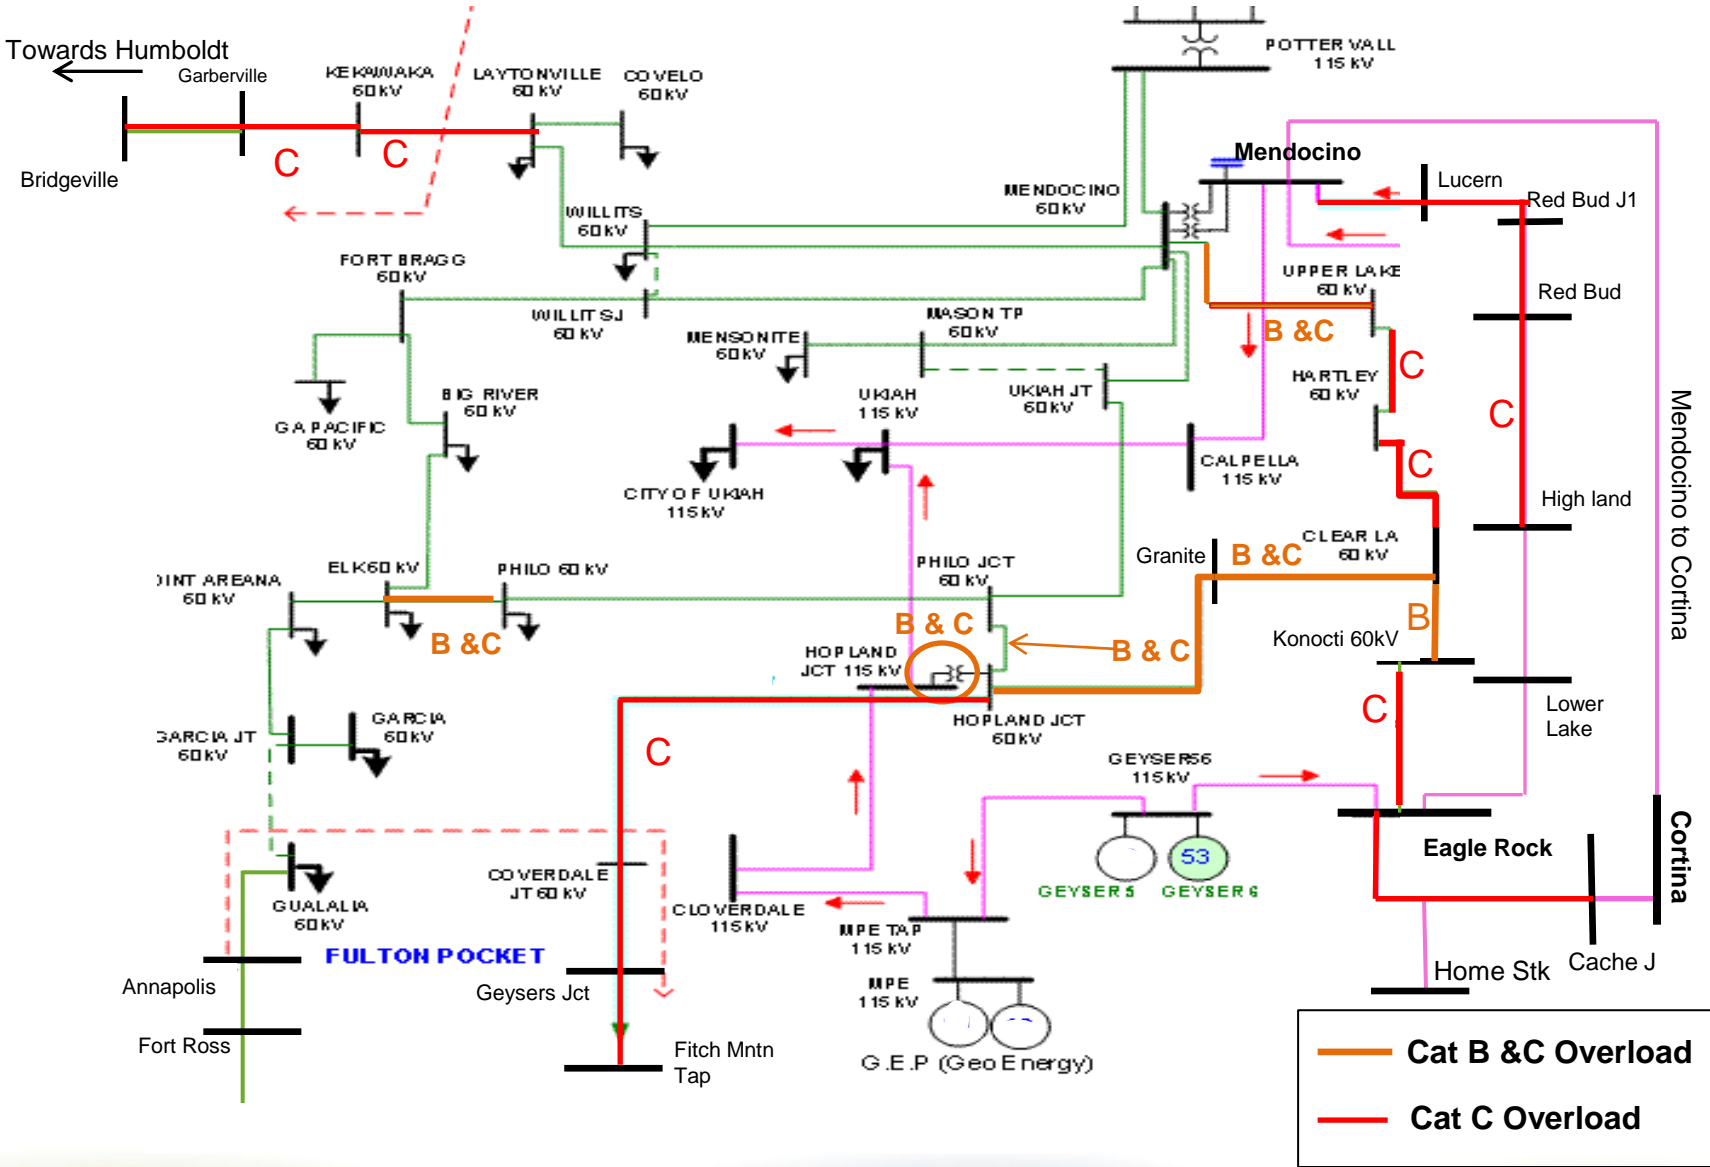 POTTER VALL
115 kV
Towards Humboldt
Garberville
KEKAWAKA
60 kV
LAYTONVILLE
60 kV
COVELO
60 kV
C
C
Bridgeville
Mendocino
MENDOCINO
60 kV
Lucern
Red Bud J1
WILLITS
60 kV
FORT BRAGG
60 kV
UPPER LAKE
60 kV
Red Bud
WILLITSJ
60 kV
MASON TP
60 kV
MENSONITE
60 kV
B &C
C
HARTLEY
60 kV
UKIAH
115 kV
UKIAH JT
60 kV
BIG RIVER
60 kV
GA PACIFIC
60 kV
C
Mendocino to Cortina
C
CALPELLA
115 kV
CITY OF UKIAH
115 kV
High land
CLEAR LA
60 kV
Granite
B &C
ELK 60 kV
PHILO 60 kV
PHILO JCT
60 kV
OINT AREANA
60 kV
B &C
B & C
B & C
B
Konocti 60kV
HOPLAND
JCT 115 kV
HOPLAND JCT
60 kV
Lower
Lake
C
C
GARCIA JT
60 kV
GARCIA
60 kV
GEYSER56
115 kV
53
GEYSER 5
GEYSER 6
Eagle Rock
Cortina
COVERDALE
JT 60 kV
GUALALIA
60 kV
CLOVERDALE
115 kV
MPE TAP
115 kV
FULTON POCKET
Annapolis
Geysers Jct
MPE
115 kV
Home Stk
Cache J
Fort Ross
Fitch Mntn
Tap
G.E.P (Geo Energy)
Cat B &C Overload
Cat C Overload